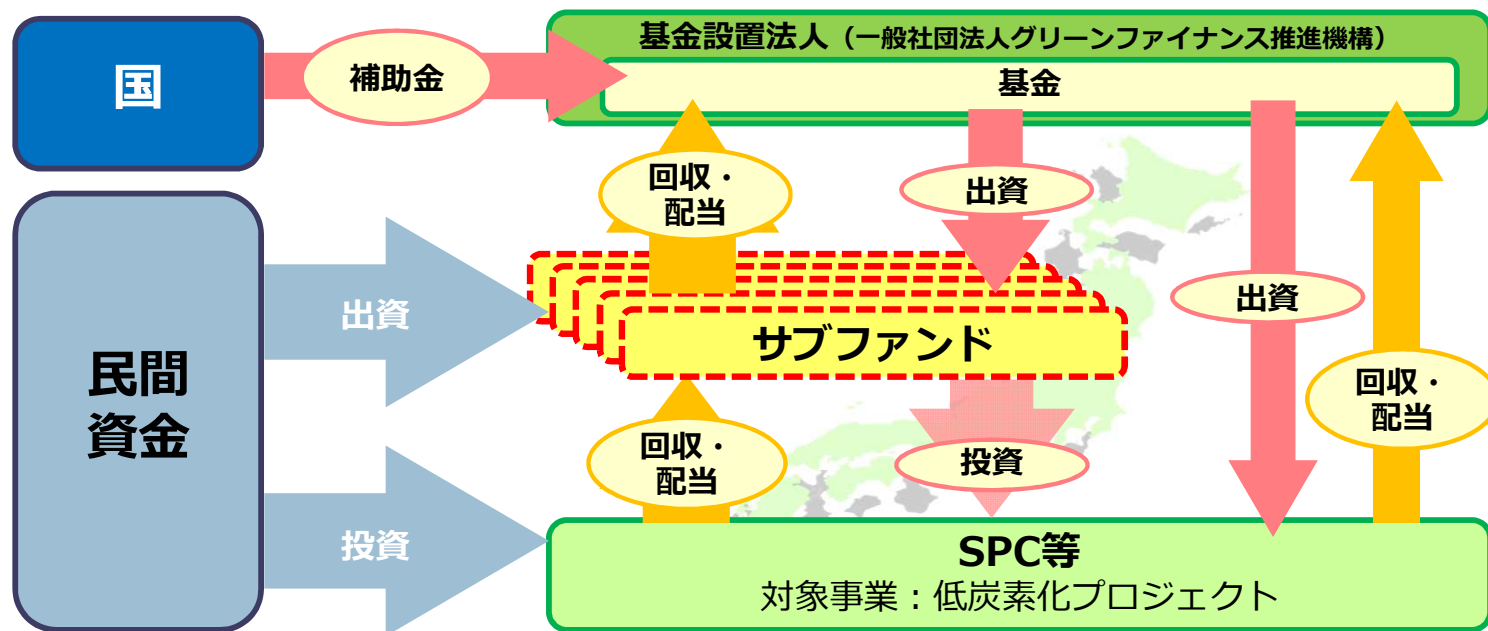 国
補助金
基金設置法人（一般社団法人グリーンファイナンス推進機構）
基金
回収・
配当
出資
出資
サブファンド
出資
回収・
配当
民間
資金
回収・
配当
投資
投資
SPC等
対象事業：低炭素化プロジェクト